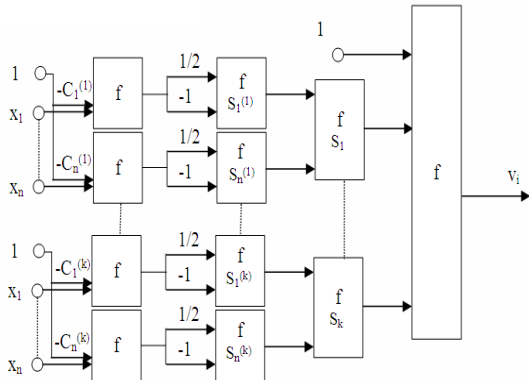 1
1
1/2
-C₁⁽¹⁾
x₁
f
-1
f
S₁⁽¹⁾
f
S₁
1/2
-Cₙ⁽¹⁾
xₙ
f
-1
f
Sₙ⁽¹⁾
f
vᵢ
1
1/2
-C₁⁽ᵏ⁾
x₁
f
-1
f
S₁⁽ᵏ⁾
f
Sₖ
1/2
-Cₙ⁽ᵏ⁾
xₙ
f
-1
f
Sₙ⁽ᵏ⁾